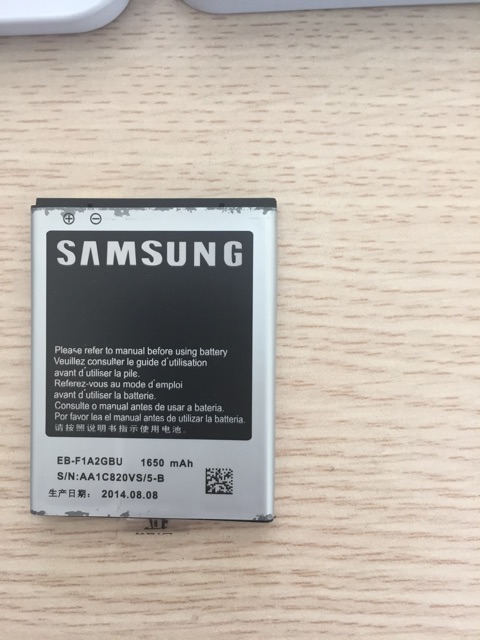 SAMSUNG
Please refer to manual before using battery
Veuillez consulter le guide d'utilisation
avant d'utiliser la pile.
Referez-vous au mode d'emploi
avant d'utiliser la batterie.
Consulte o manual antes de usar a bateria.
Por favor lea el manual antes de utilizar la batería.
请按照说明书指示使用电池.
EB-F1A2GBU 1650 mAh
S/N:AA1C820VS/5-B
生产日期: 2014.08.08